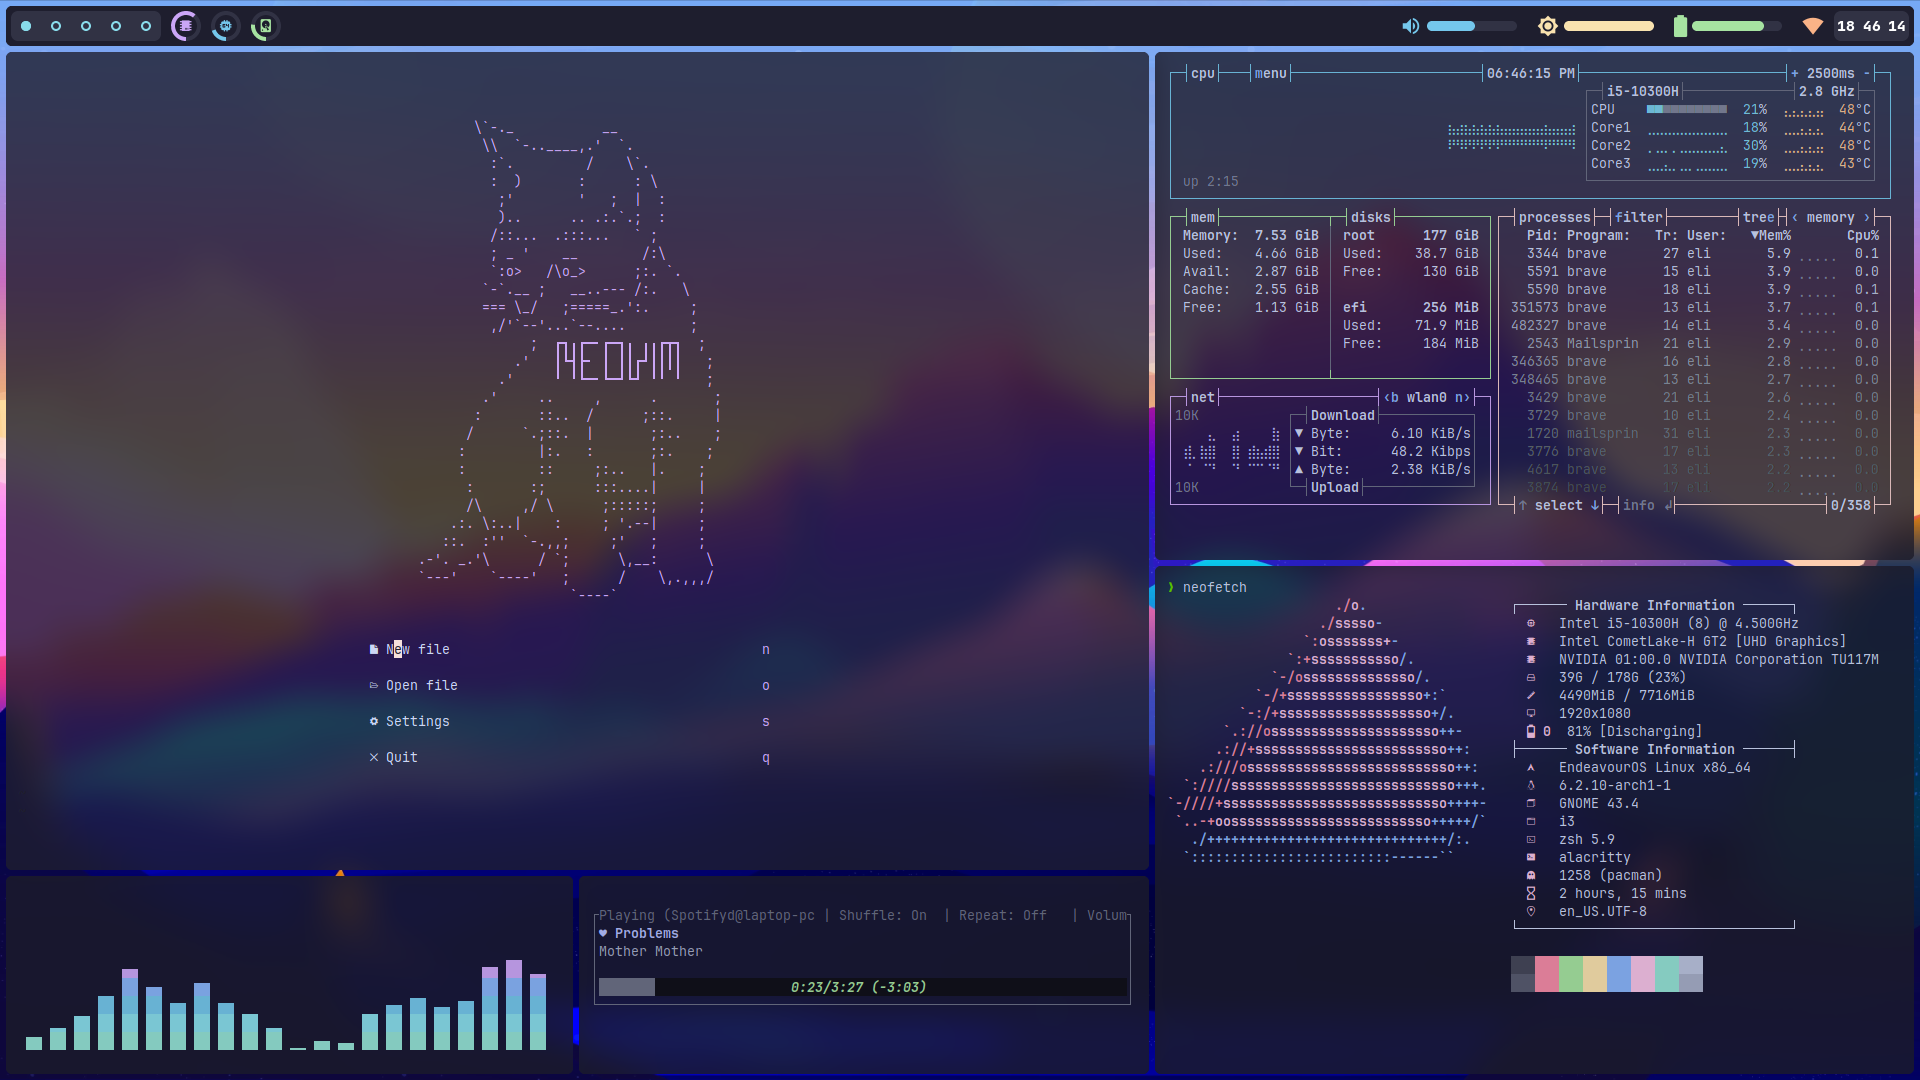 18 46 14
NEOVIM
New file n
Open file o
Settings s
Quit q
cpu menu 06:46:15 PM + 2500ms -
i5-10300H 2.8 GHz
CPU 21% 48°C
Core1 18% 44°C
Core2 30% 48°C
Core3 19% 43°C
up 2:15
mem disks
Memory: 7.53 GiB root 177 GiB
Used: 4.66 GiB Used: 38.7 GiB
Avail: 2.87 GiB Free: 130 GiB
Cache: 2.55 GiB
Free: 1.13 GiB efi 256 MiB
Used: 71.9 MiB
Free: 184 MiB
net <b wlan0 n>
10K Download
▼ Byte: 6.10 KiB/s
▼ Bit: 48.2 Kibps
▲ Byte: 2.38 KiB/s
10K Upload
processes filter tree ‹ memory ›
Pid: Program: Tr: User: ▼Mem% Cpu%
3344 brave 27 eli 5.9 0.1
5591 brave 15 eli 3.9 0.0
5590 brave 18 eli 3.9 0.1
351573 brave 13 eli 3.7 0.1
482327 brave 14 eli 3.4 0.0
2543 Mailsprin 21 eli 2.9 0.0
346365 brave 16 eli 2.8 0.0
348465 brave 13 eli 2.7 0.0
3429 brave 21 eli 2.6 0.0
3729 brave 10 eli 2.4 0.0
1720 mailsprin 31 eli 2.3 0.0
3776 brave 17 eli 2.3 0.0
4617 brave 13 eli 2.2 0.0
3874 brave 17 eli 2.2 0.0
↑ select ↓ info ↲ 0/358
❯ neofetch
Hardware Information
Intel i5-10300H (8) @ 4.500GHz
Intel CometLake-H GT2 [UHD Graphics]
NVIDIA 01:00.0 NVIDIA Corporation TU117M
39G / 178G (23%)
4490MiB / 7716MiB
1920x1080
0 81% [Discharging]
Software Information
EndeavourOS Linux x86_64
6.2.10-arch1-1
GNOME 43.4
i3
zsh 5.9
alacritty
1258 (pacman)
2 hours, 15 mins
en_US.UTF-8
Playing (Spotifyd@laptop-pc | Shuffle: On | Repeat: Off | Volum
♥ Problems
Mother Mother
0:23/3:27 (-3:03)